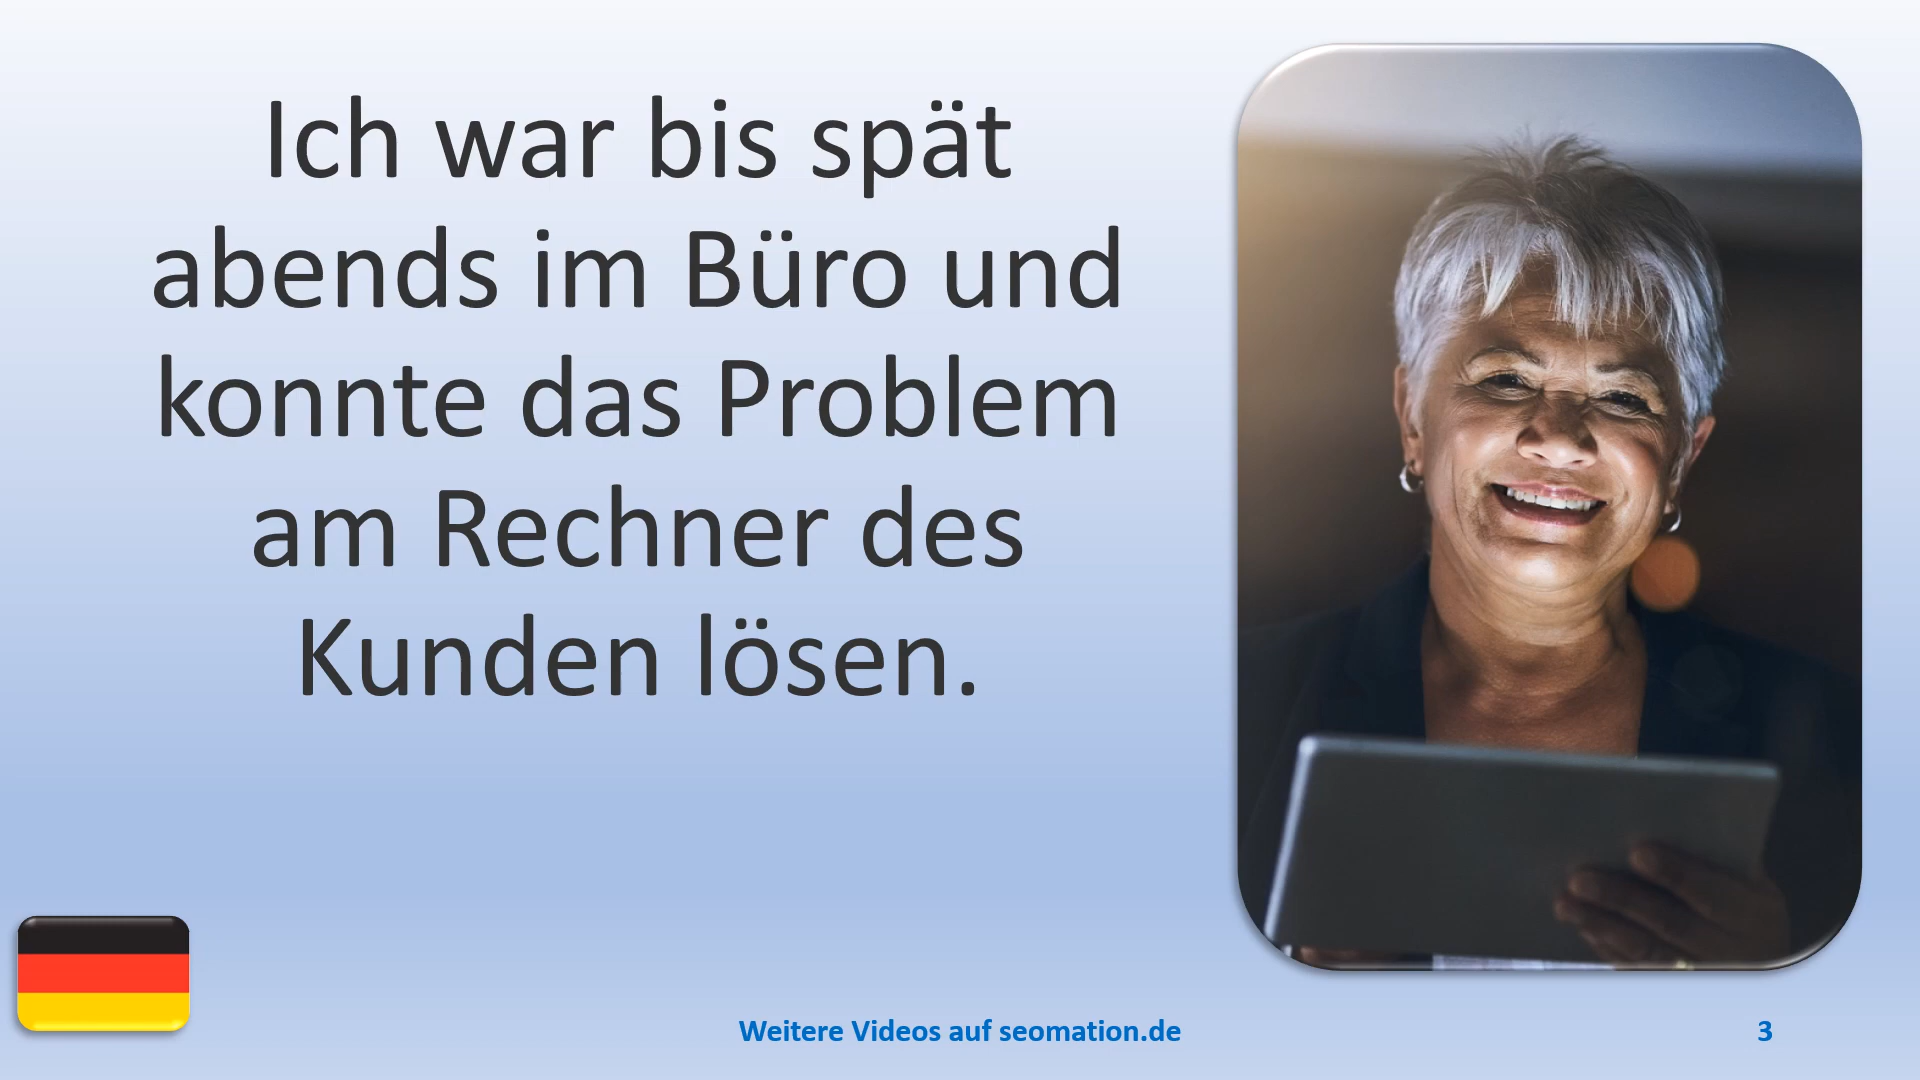 Ich war bis spät
abends im Büro und
konnte das Problem
am Rechner des
Kunden lösen.
Weitere Videos auf seomation.de
3